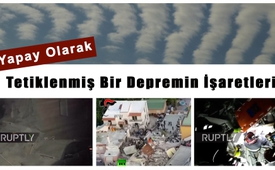 Yapay Olarak
Tetiklenmiş Bir Depremin İşaretleri
RUPTLY
RUPTLY